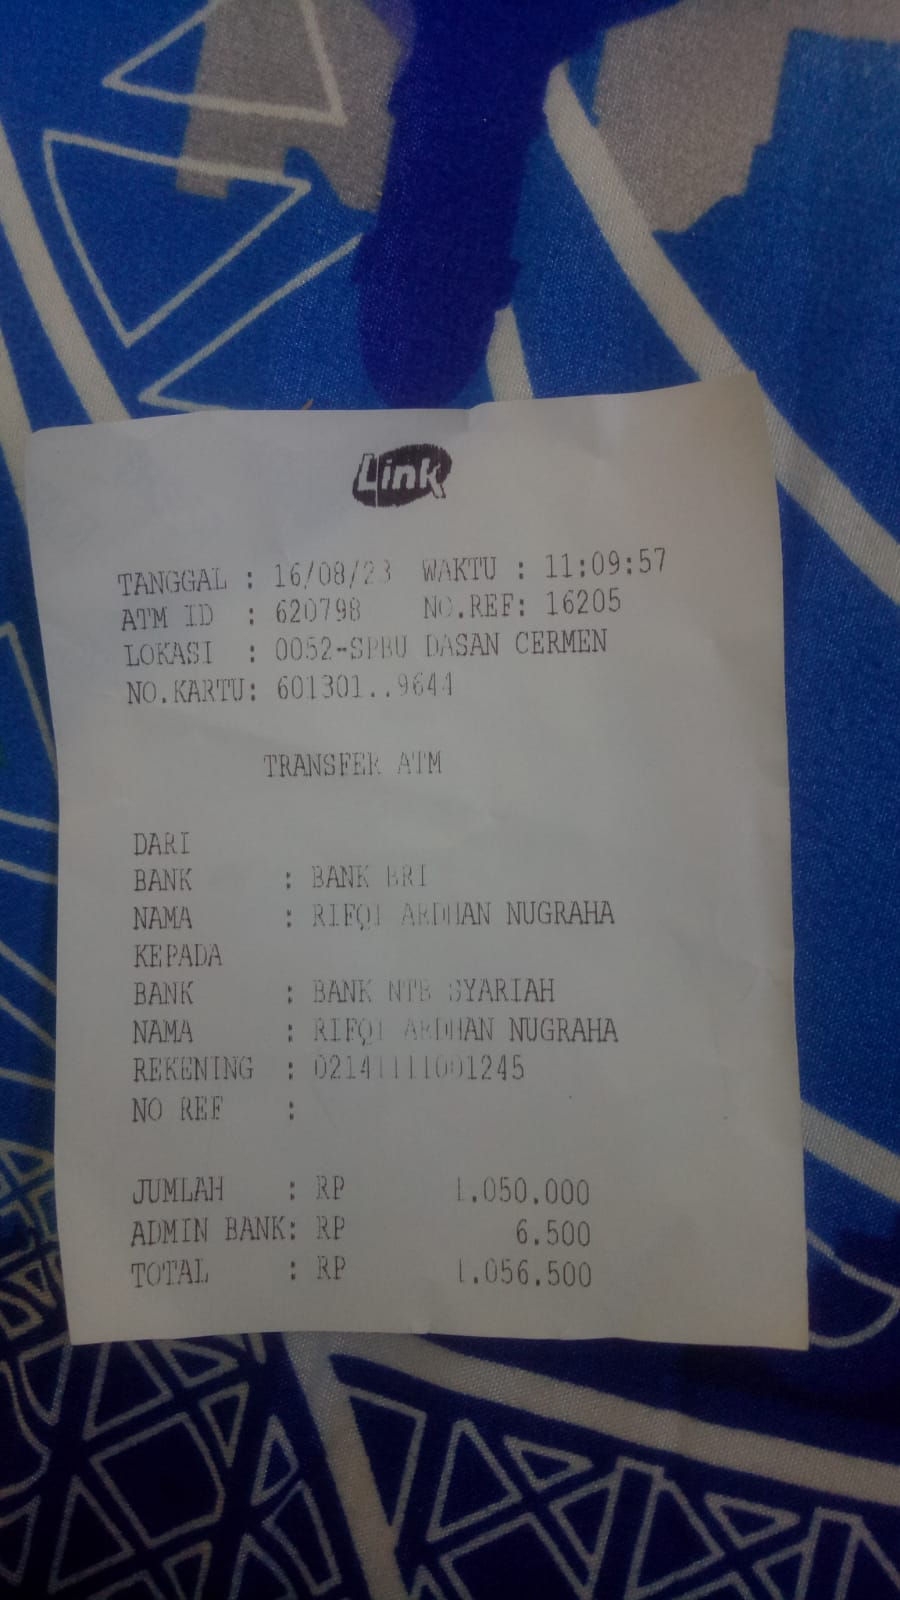 Link
TANGGAL : 16/08/23 WAKTU : 11:09:57
ATM ID : 620798 NO.REF: 16205
LOKASI : 0052-SPBU DASAN CERMEN
NO.KARTU: 601301..9644
TRANSFER ATM
DARI
BANK : BANK BRI
NAMA : RIFQI ARDHAN NUGRAHA
KEPADA
BANK : BANK NTB SYARIAH
NAMA : RIFQI ARDHAN NUGRAHA
REKENING : 02141111001245
NO REF :
JUMLAH : RP 1.050.000
ADMIN BANK: RP 6.500
TOTAL : RP 1.056.500